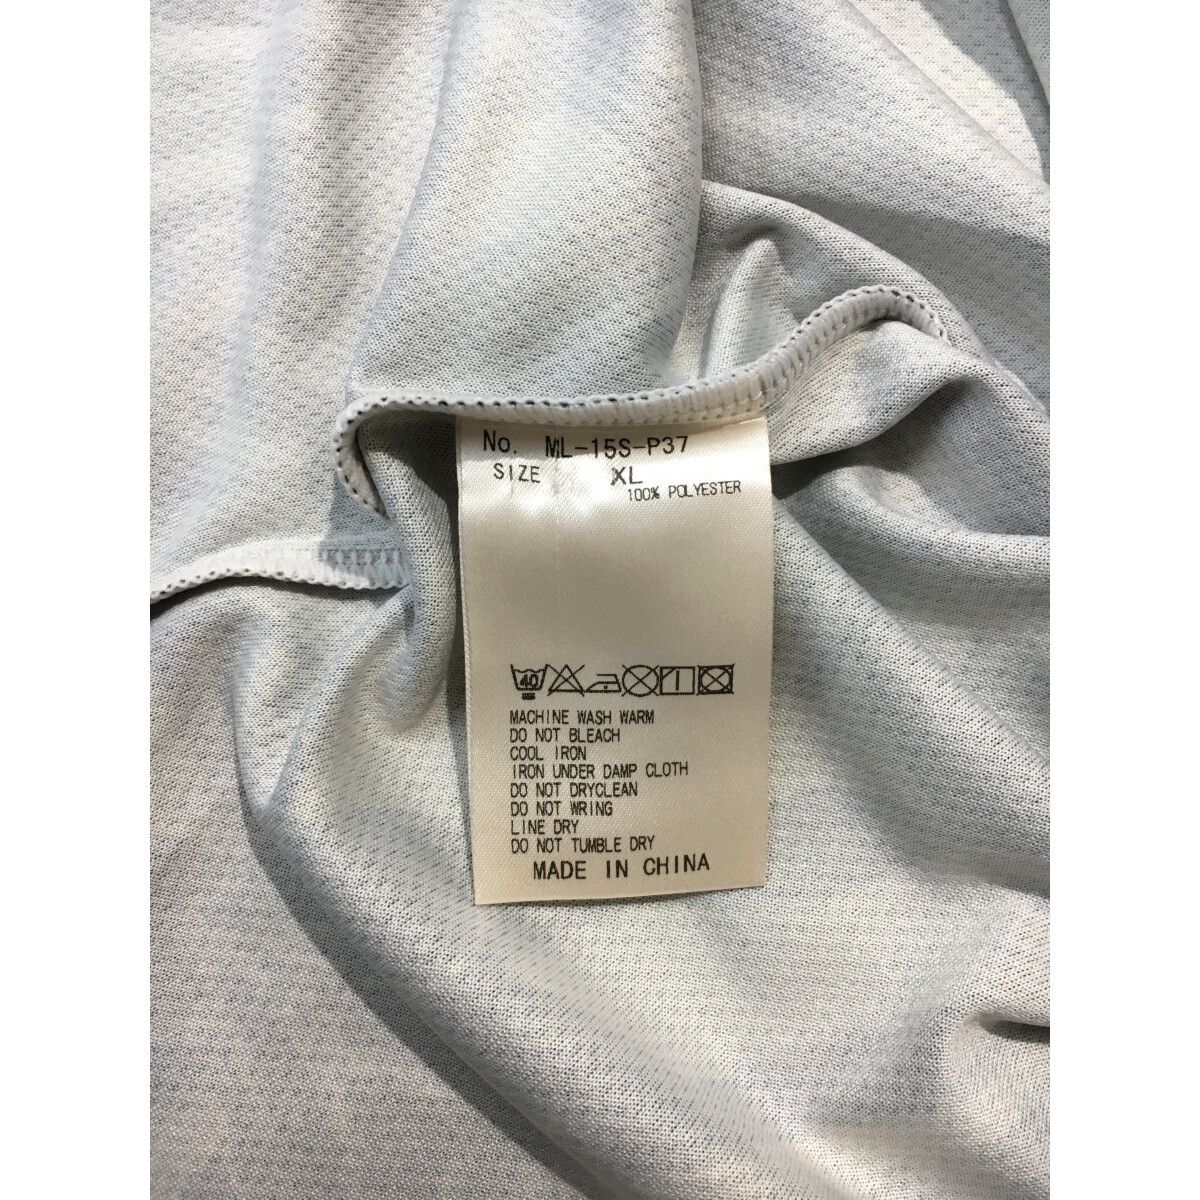 No. ML-15S-P37
SIZE XL
100% POLYESTER
40
MACHINE WASH WARM
DO NOT BLEACH
COOL IRON
IRON UNDER DAMP CLOTH
DO NOT DRYCLEAN
DO NOT WRING
LINE DRY
DO NOT TUMBLE DRY
MADE IN CHINA